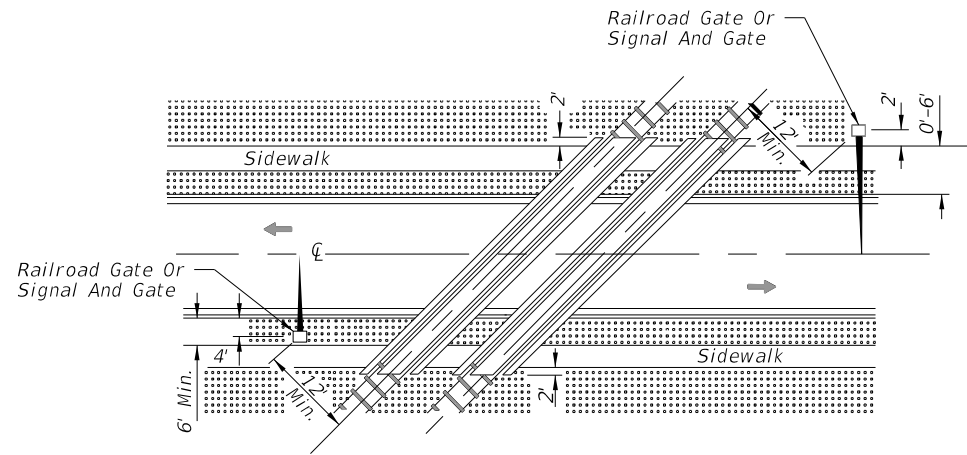 Railroad Gate Or
Signal And Gate
2'
2'
0'-6'
12'
Min.
Sidewalk
℄
Railroad Gate Or
Signal And Gate
4'
6' Min.
12'
Min.
Sidewalk
2'